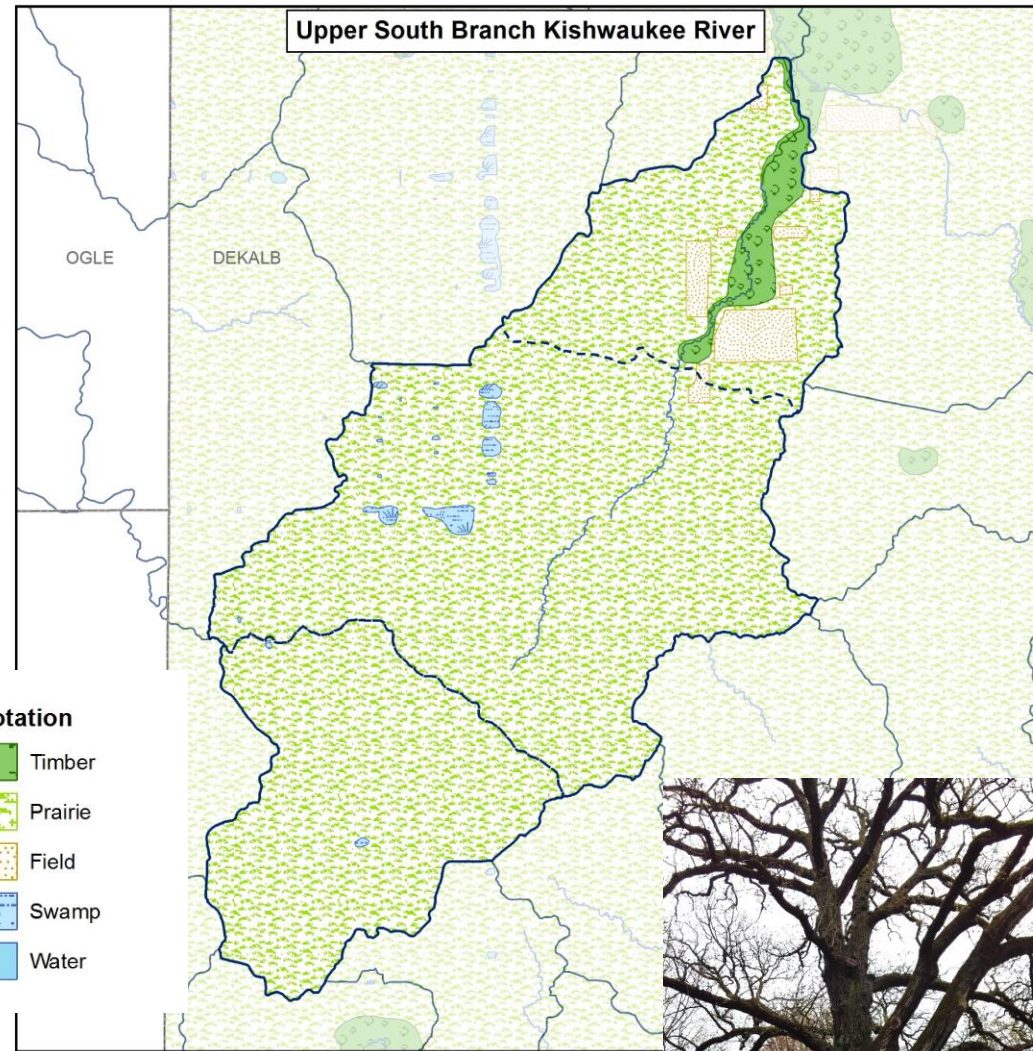 Upper South Branch Kishwaukee River
OGLE
DEKALB
Timber
Prairie
Field
Swamp
Water